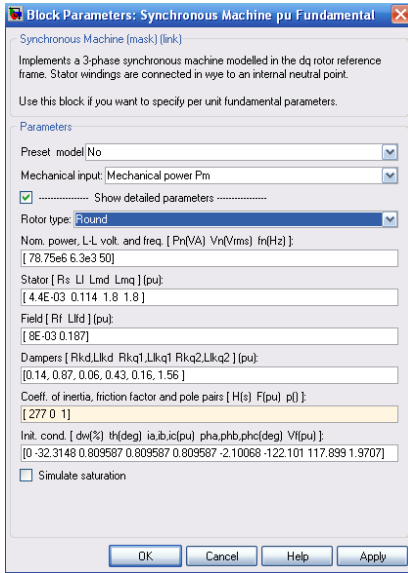 Block Parameters: Synchronous Machine pu Fundamental
Synchronous Machine (mask) (link)
Implements a 3-phase synchronous machine modelled in the dq rotor reference
frame. Stator windings are connected in wye to an internal neutral point.
Use this block if you want to specify per unit fundamental parameters.
Parameters
Preset model No
Mechanical input: Mechanical power Pm
---------------- Show detailed parameters -----------------
Rotor type: Round
Nom. power, L-L volt. and freq. [ Pn(VA) Vn(Vrms) fn(Hz) ]:
[ 78.75e6 6.3e3 50]
Stator [ Rs Ll Lmd Lmq ] (pu):
[ 4.4E-03 0.114 1.8 1.8 ]
Field [ Rf Llfd ] (pu):
[ 8E-03 0.187]
Dampers [ Rkd,Llkd Rkq1,Llkq1 Rkq2,Llkq2 ] (pu):
[0.14, 0.87, 0.06, 0.43, 0.16, 1.56 ]
Coeff. of inertia, friction factor and pole pairs [ H(s) F(pu) p() ]:
[ 277 0 1]
Init. cond. [ dw(%) th(deg) ia,ib,ic(pu) pha,phb,phc(deg) Vf(pu) ]:
[0 -32.3148 0.809587 0.809587 0.809587 -2.10068 -122.101 117.899 1.9707]
Simulate saturation
OK Cancel Help Apply